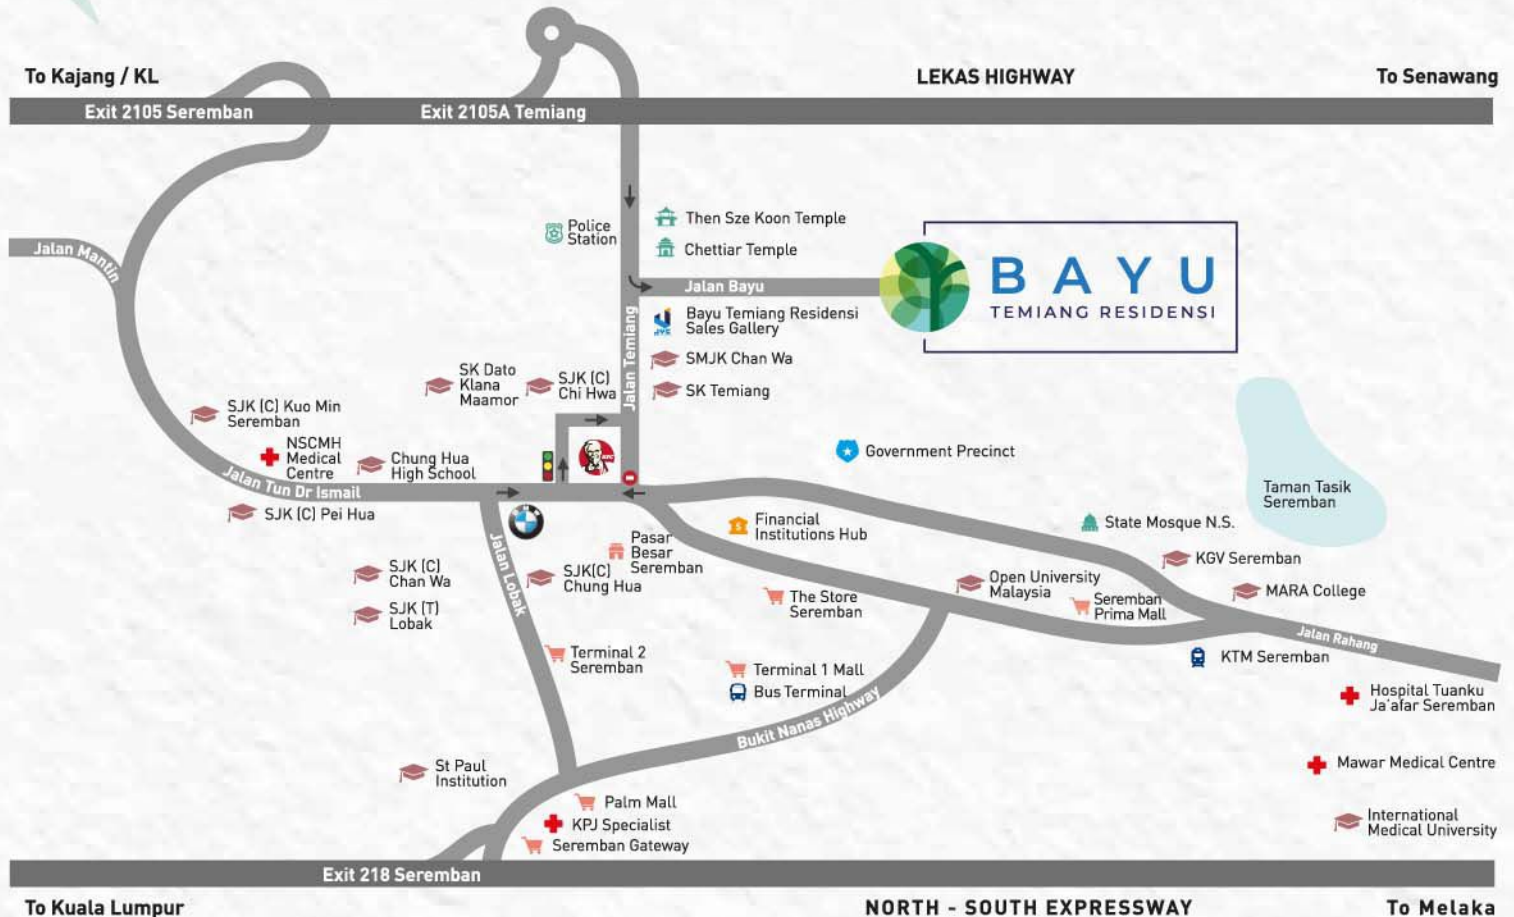 To Kajang / KL
LEKAS HIGHWAY
To Senawang
Exit 2105 Seremban
Exit 2105A Temiang
Police
Station
Then Sze Koon Temple
Chettiar Temple
Jalan Mantin
Jalan Bayu
BAYU
TEMIANG RESIDENSI
JYC
Bayu Temiang Residensi
Sales Gallery
Jalan Temiang
SMJK Chan Wa
SK Temiang
SK Dato
Klana
Maamor
SJK (C)
Chi Hwa
SJK (C) Kuo Min
Seremban
NSCMH
Medical
Centre
Chung Hua
High School
KFC
Government Precinct
Jalan Tun Dr Ismail
SJK (C) Pei Hua
BMW
Taman Tasik
Seremban
Financial
Institutions Hub
State Mosque N.S.
Pasar
Besar
Seremban
Jalan Lobak
KGV Seremban
SJK (C)
Chan Wa
SJK(C)
Chung Hua
Open University
Malaysia
MARA College
The Store
Seremban
Seremban
Prima Mall
SJK (T)
Lobak
Jalan Rahang
Terminal 2
Seremban
KTM Seremban
Terminal 1 Mall
Bus Terminal
Hospital Tuanku
Ja'afar Seremban
Bukit Nanas Highway
St Paul
Institution
Mawar Medical Centre
Palm Mall
KPJ Specialist
Seremban Gateway
International
Medical University
Exit 218 Seremban
To Kuala Lumpur
NORTH - SOUTH EXPRESSWAY
To Melaka